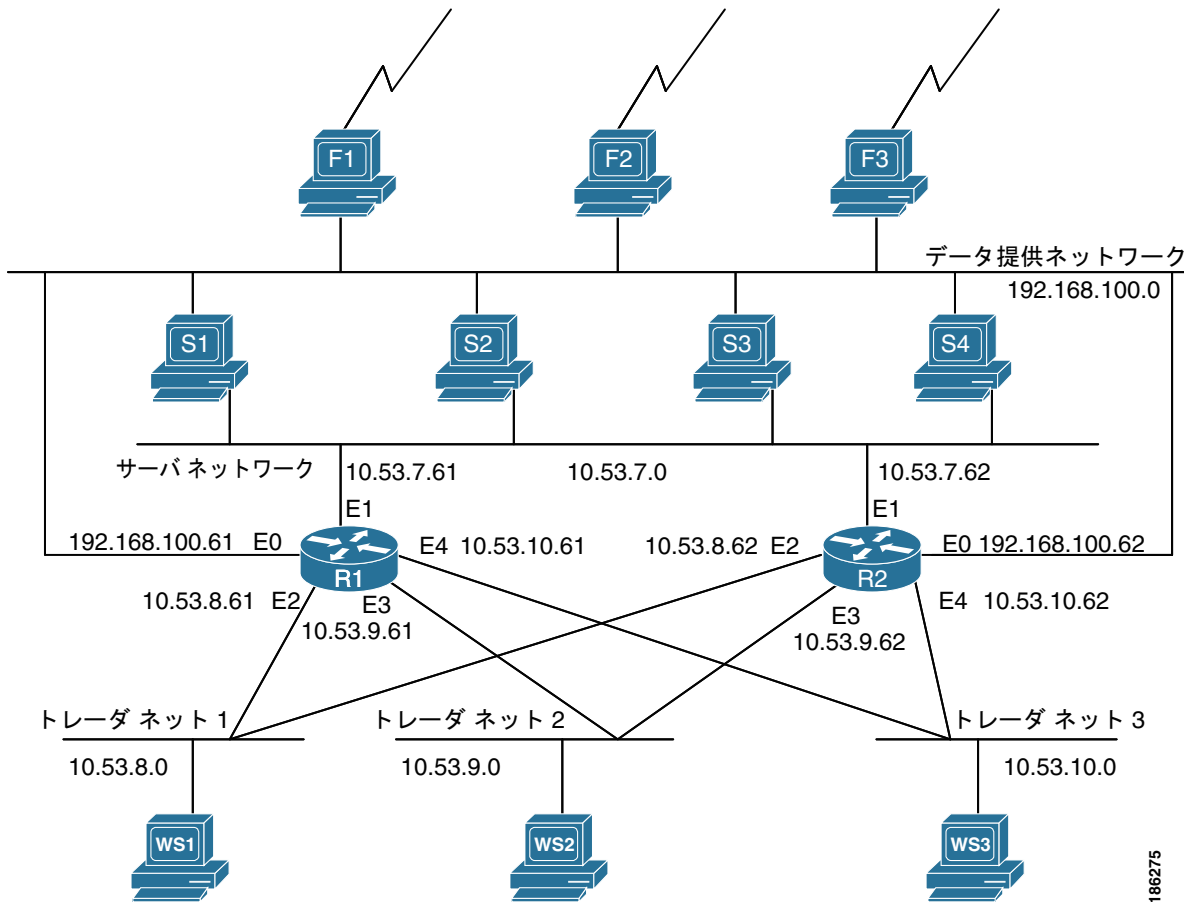 F1
F2
F3
データ提供ネットワーク
192.168.100.0
S1
S2
S3
S4
サーバ ネットワーク
10.53.7.61
10.53.7.0
10.53.7.62
E1
E1
192.168.100.61 E0
E4 10.53.10.61
10.53.8.62 E2
E0 192.168.100.62
R1
R2
10.53.8.61 E2
E3
10.53.9.61
E3
10.53.9.62
E4 10.53.10.62
トレーダ ネット 1
トレーダ ネット 2
トレーダ ネット 3
10.53.8.0
10.53.9.0
10.53.10.0
WS1
WS2
WS3
186275